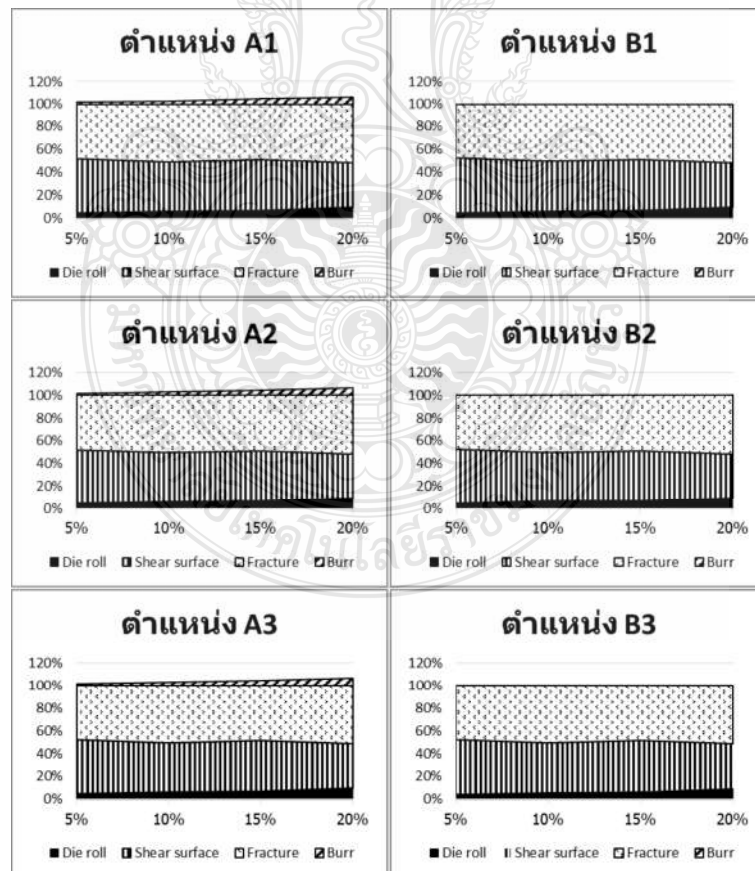 ตำแหน่ง A1
120%
100%
80%
60%
40%
20%
0%
5% 10% 15% 20%
■ Die roll ▥ Shear surface ▨ Fracture ▨ Burr
ตำแหน่ง B1
120%
100%
80%
60%
40%
20%
0%
5% 10% 15% 20%
Die roll Shear surface Fracture Burr
ตำแหน่ง A2
120%
100%
80%
60%
40%
20%
0%
5% 10% 15% 20%
Die roll Shear surface Fracture Burr
ตำแหน่ง B2
120%
100%
80%
60%
40%
20%
0%
5% 10% 15% 20%
Die roll Shear surface Fracture Burr
ตำแหน่ง A3
120%
100%
80%
60%
40%
20%
0%
5% 10% 15% 20%
Die roll Shear surface Fracture Burr
ตำแหน่ง B3
120%
100%
80%
60%
40%
20%
0%
5% 10% 15% 20%
Die roll Shear surface Fracture Burr